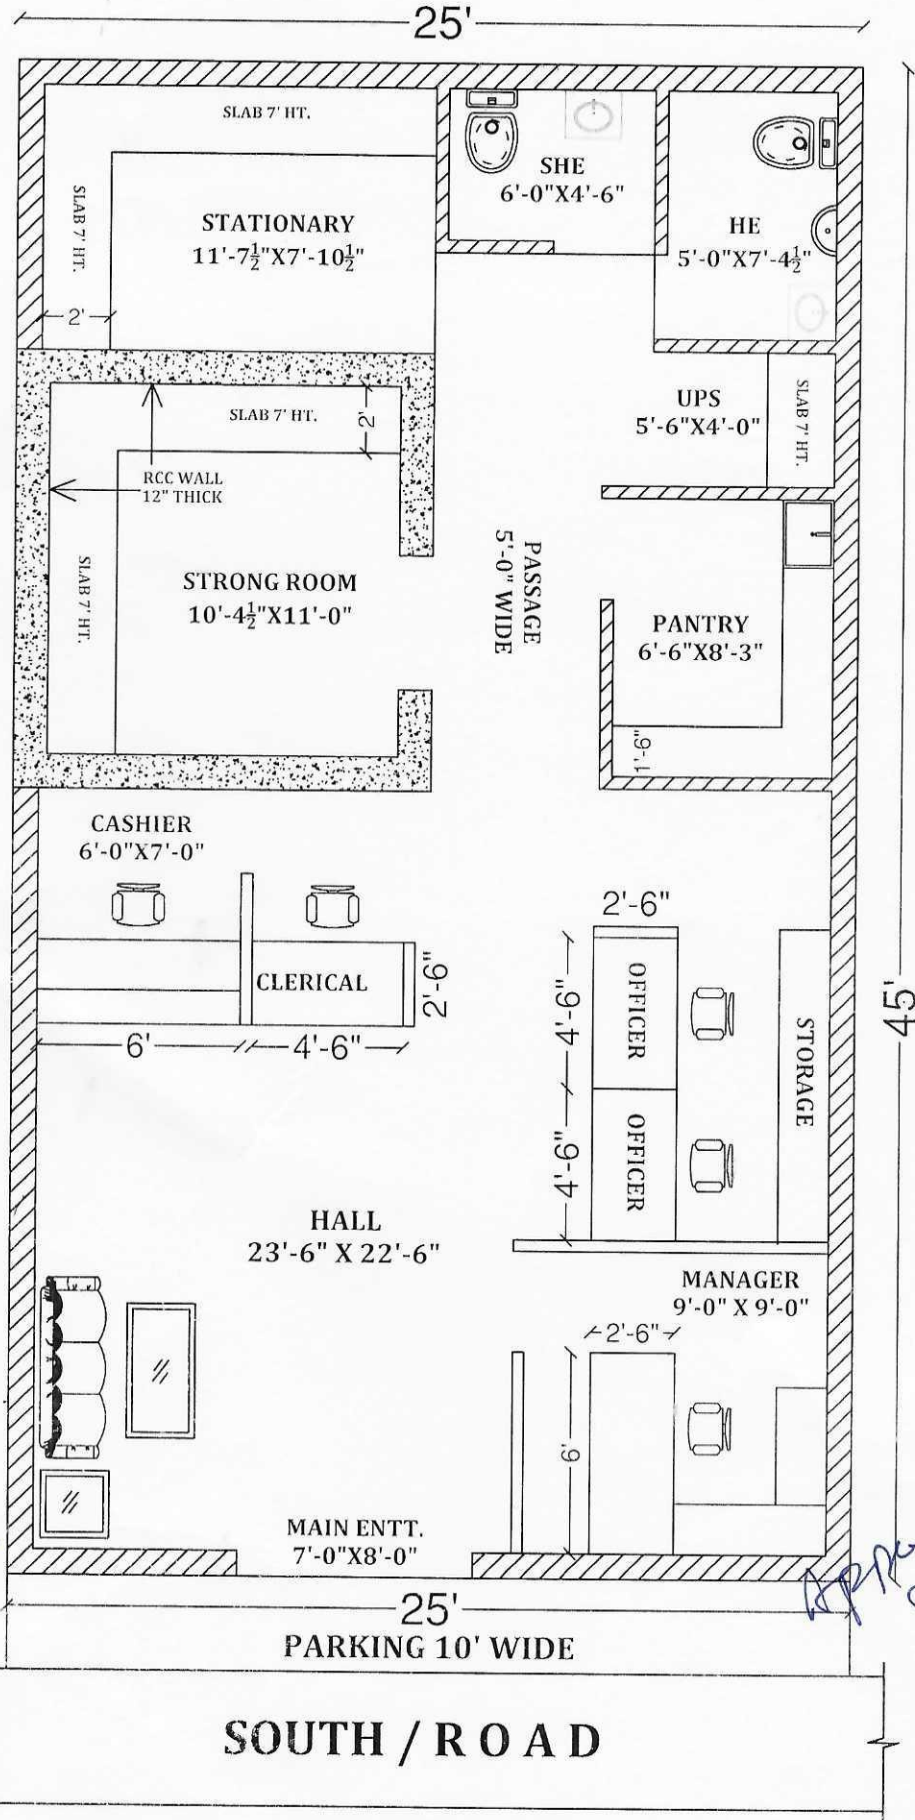 25'
SLAB 7' HT.
SLAB 7' HT.
STATIONARY
11'-7½"X7'-10½"
2'
SHE
6'-0"X4'-6"
HE
5'-0"X7'-4½"
SLAB 7' HT.
2'
RCC WALL
12" THICK
SLAB 7' HT.
STRONG ROOM
10'-4½"X11'-0"
UPS
5'-6"X4'-0"
SLAB 7' HT.
PASSAGE
5'-0" WIDE
PANTRY
6'-6"X8'-3"
1'-6"
CASHIER
6'-0"X7'-0"
CLERICAL
2'-6"
6'
4'-6"
2'-6"
4'-6"
OFFICER
4'-6"
OFFICER
STORAGE
45'
HALL
23'-6" X 22'-6"
MANAGER
9'-0" X 9'-0"
2'-6"
6'
MAIN ENTT.
7'-0"X8'-0"
25'
PARKING 10' WIDE
SOUTH / ROAD